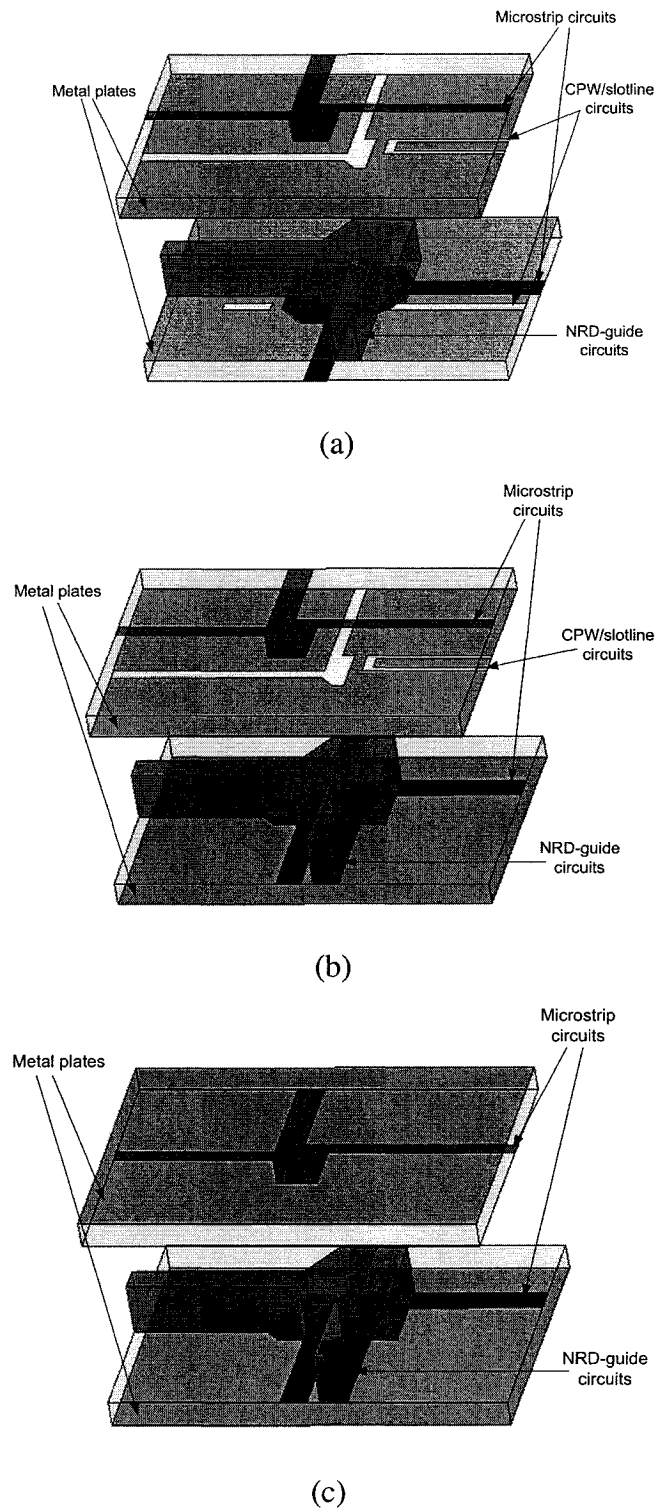 Microstrip circuits
Metal plates
CPW/slotline
circuits
NRD-guide
circuits
(a)
Microstrip
circuits
Metal plates
CPW/slotline
circuits
NRD-guide
circuits
(b)
Microstrip
circuits
Metal plates
NRD-guide
circuits
(c)